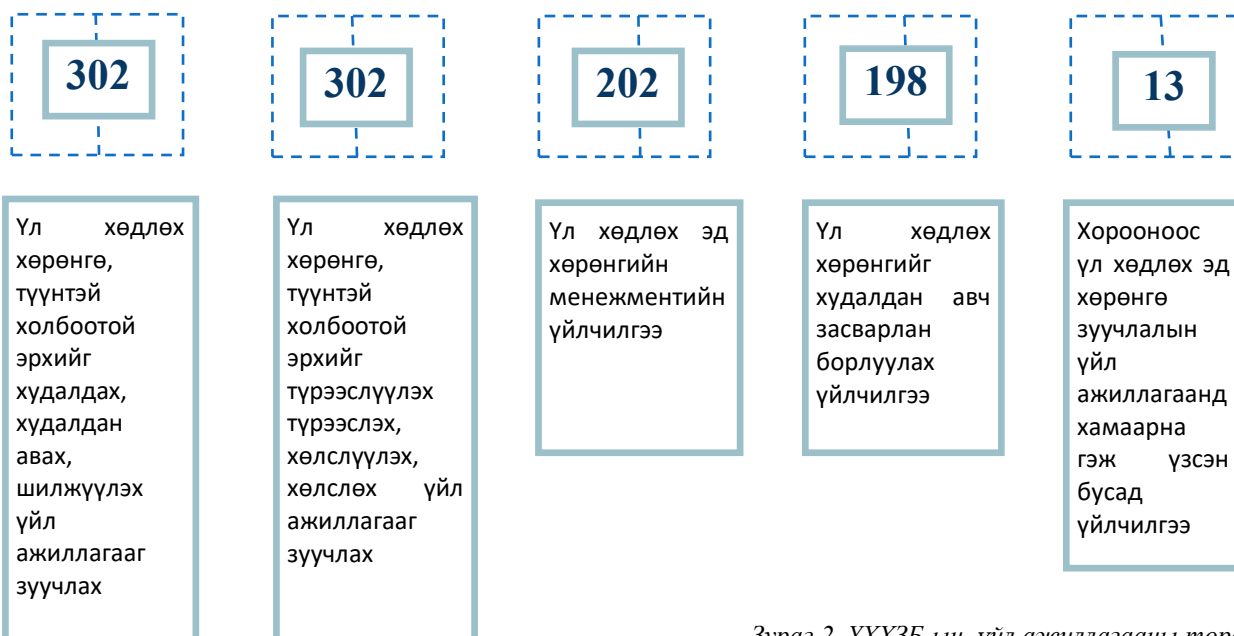 302
302
202
198
13
Үл хөдлөх
хөрөнгө,
түүнтэй
холбоотой
эрхийг
худалдах,
худалдан
авах,
шилжүүлэх
үйл
ажиллагааг
зуучлах
Үл хөдлөх
хөрөнгө,
түүнтэй
холбоотой
эрхийг
түрээслүүлэх
түрээслэх,
хөлслүүлэх,
хөлслөх үйл
ажиллагааг
зуучлах
Үл хөдлөх эд
хөрөнгийн
менежментийн
үйлчилгээ
Үл хөдлөх
хөрөнгийг
худалдан авч
засварлан
борлуулах
үйлчилгээ
Хорооноос
үл хөдлөх эд
хөрөнгө
зуучлалын
үйл
ажиллагаанд
хамаарна
гэж үзсэн
бусад
үйлчилгээ